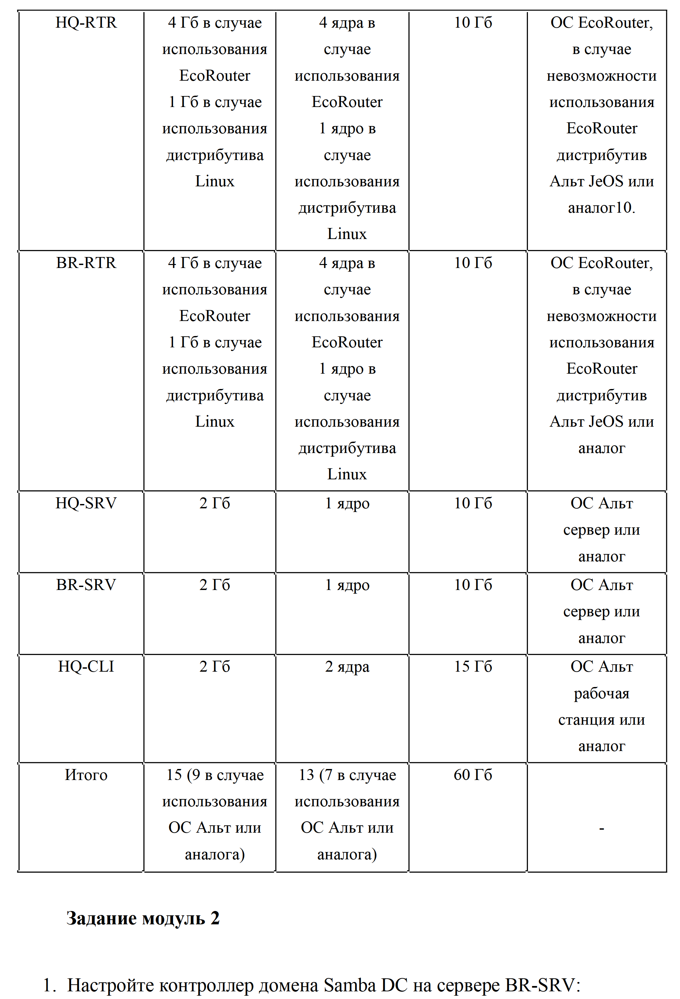 HQ-RTR
4 Гб в случае
использования
EcoRouter
1 Гб в случае
использования
дистрибутива
Linux
4 ядра в
случае
использования
EcoRouter
1 ядро в
случае
использования
дистрибутива
Linux
10 Гб
ОС EcoRouter,
в случае
невозможности
использования
EcoRouter
дистрибутив
Альт JeOS или
аналог10.
BR-RTR
4 Гб в случае
использования
EcoRouter
1 Гб в случае
использования
дистрибутива
Linux
4 ядра в
случае
использования
EcoRouter
1 ядро в
случае
использования
дистрибутива
Linux
10 Гб
ОС EcoRouter,
в случае
невозможности
использования
EcoRouter
дистрибутив
Альт JeOS или
аналог
HQ-SRV
2 Гб
1 ядро
10 Гб
ОС Альт
сервер или
аналог
BR-SRV
2 Гб
1 ядро
10 Гб
ОС Альт
сервер или
аналог
HQ-CLI
2 Гб
2 ядра
15 Гб
ОС Альт
рабочая
станция или
аналог
Итого
15 (9 в случае
использования
ОС Альт или
аналога)
13 (7 в случае
использования
ОС Альт или
аналога)
60 Гб
-
Задание модуль 2
1. Настройте контроллер домена Samba DC на сервере BR-SRV: